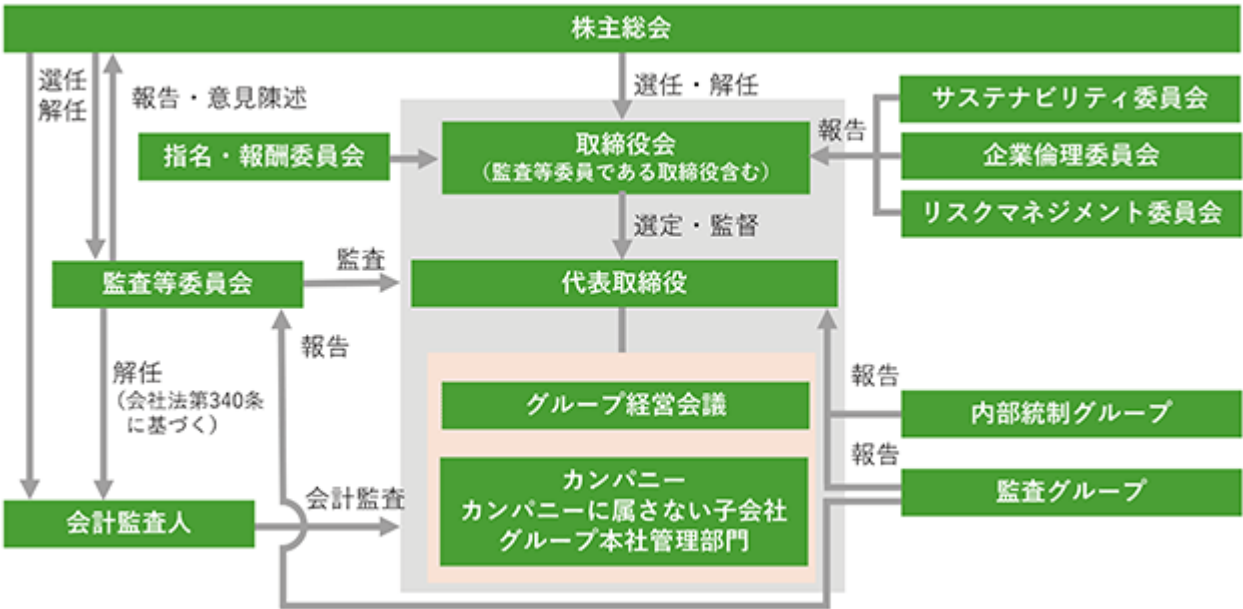 株主総会
選任
解任
報告・意見陳述
選任・解任
サステナビリティ委員会
報告
指名・報酬委員会
取締役会
（監査等委員である取締役含む）
企業倫理委員会
リスクマネジメント委員会
選定・監督
監査
監査等委員会
代表取締役
報告
解任
（会社法第340条
に基づく）
報告
グループ経営会議
内部統制グループ
報告
カンパニー
カンパニーに属さない子会社
グループ本社管理部門
監査グループ
会計監査
会計監査人